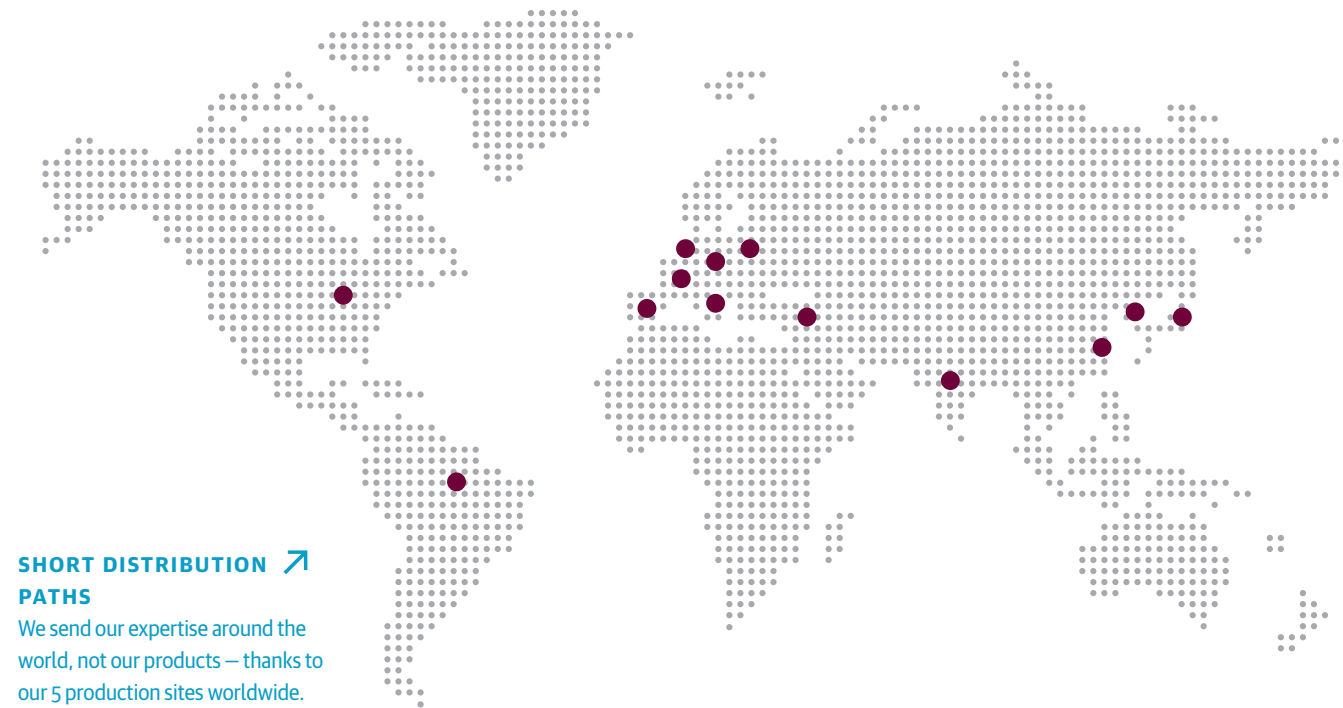 SHORT DISTRIBUTION
PATHS
We send our expertise around the
world, not our products – thanks to
our 5 production sites worldwide.